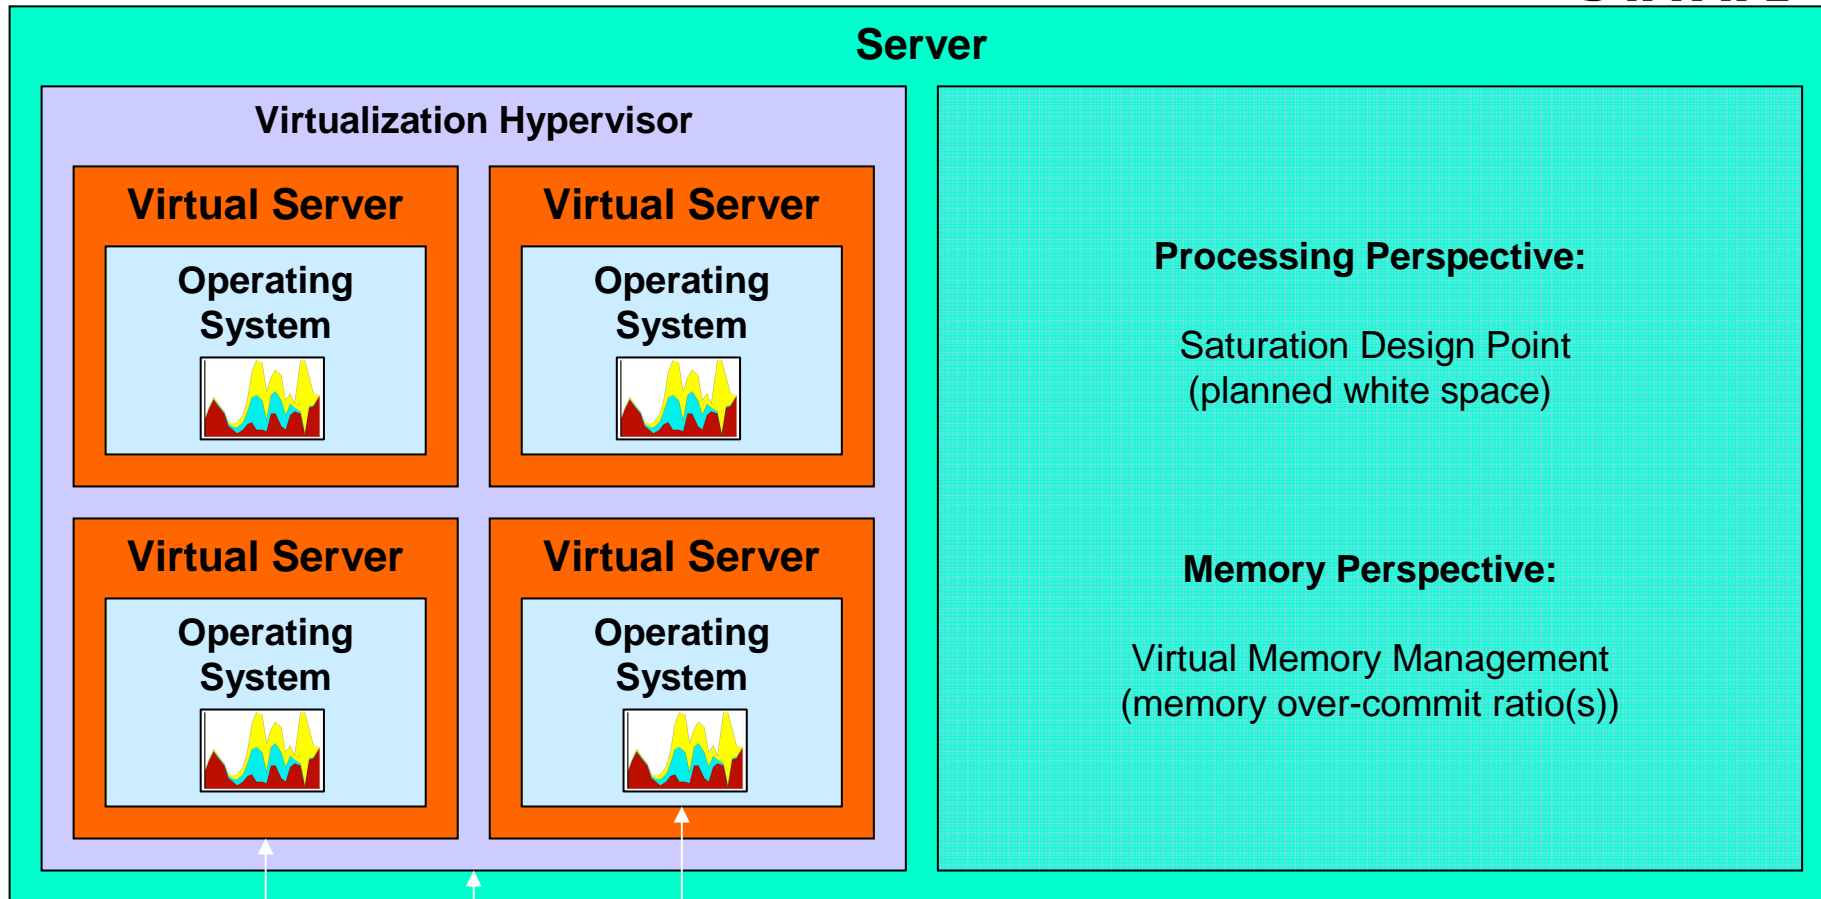 Server
Virtualization Hypervisor
Virtual Server
Operating
System
Virtual Server
Operating
System
Virtual Server
Operating
System
Virtual Server
Operating
System
Processing Perspective:
Saturation Design Point
(planned white space)
Memory Perspective:
Virtual Memory Management
(memory over-commit ratio(s))